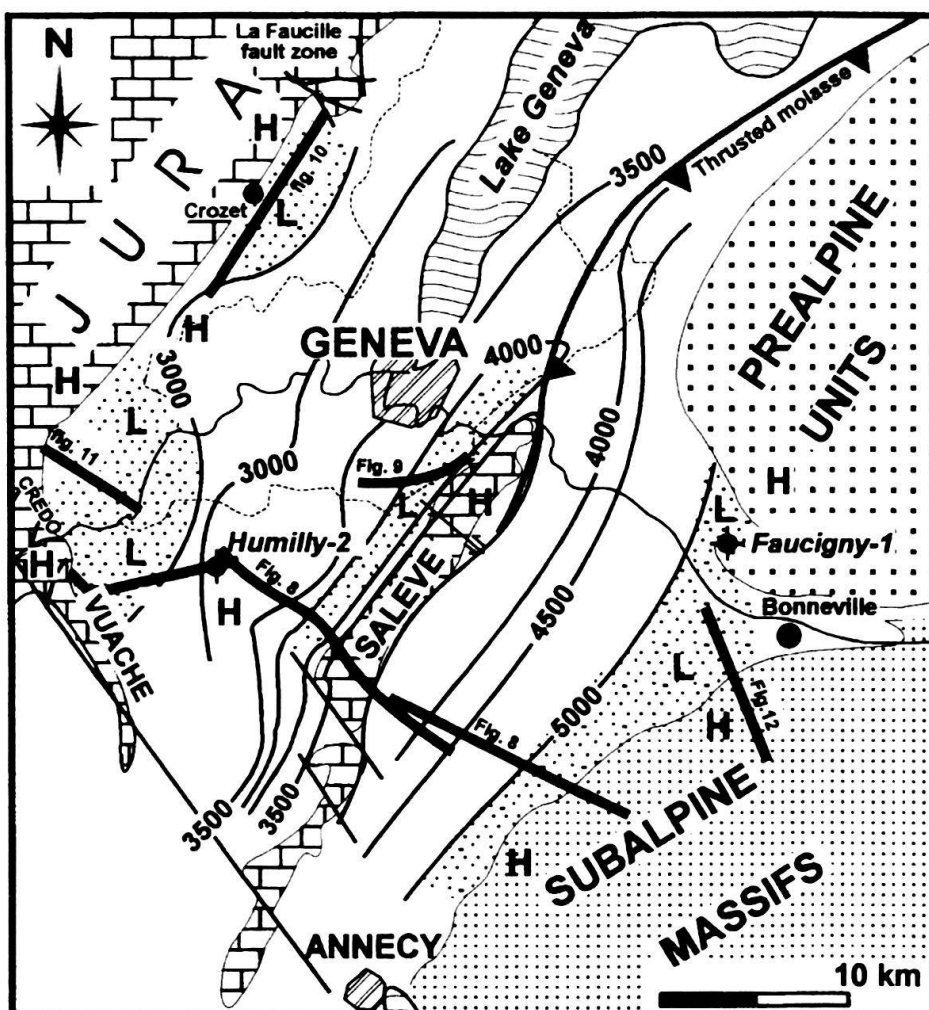 La Faucille
fault zone
N
JURA
H
fig. 10
Crozet
L
H
H
Lake Geneva
3500
Thrusted molasse
PREALPINE
UNITS
GENEVA
4000
3000
L
4000
fig. 11
3000
Fig. 9
L
H
H
L
Faucigny-1
CREDO
L
Humilly-2
H
Fig. 8
H
VUACHE
SALEVE
4500
Bonneville
L
Fig.12
H
5000
Fig. 8
3500
3500
H
SUBALPINE
MASSIFS
ANNECY
10 km